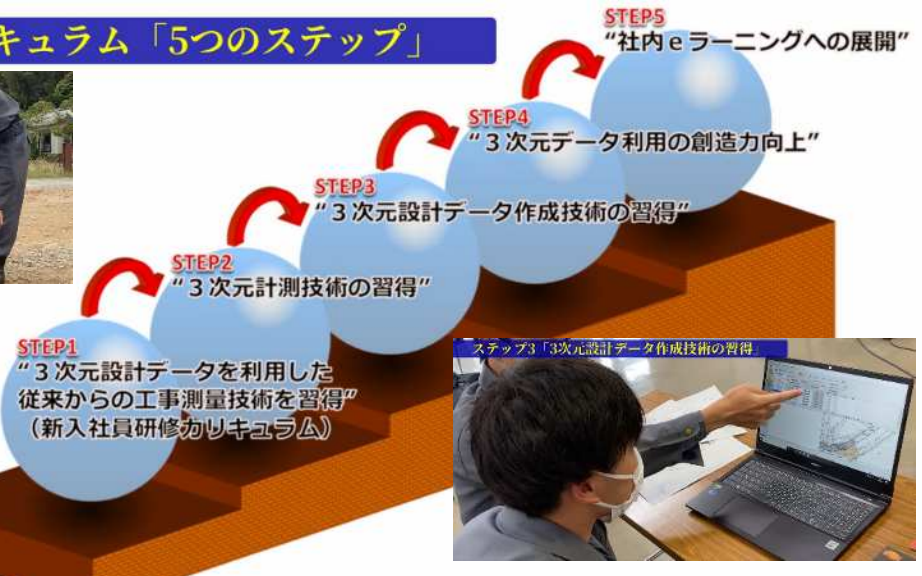 キュラム「5つのステップ」
STEP5
“社内 e ラーニングへの展開”
STEP4
“３次元データ利用の創造力向上”
STEP3
“３次元設計データ作成技術の習得”
STEP2
“３次元計測技術の習得”
STEP1
“３次元設計データを利用した
従来からの工事測量技術を習得”
（新入社員研修カリキュラム）
ステップ3「3次元設計データ作成技術の習得」